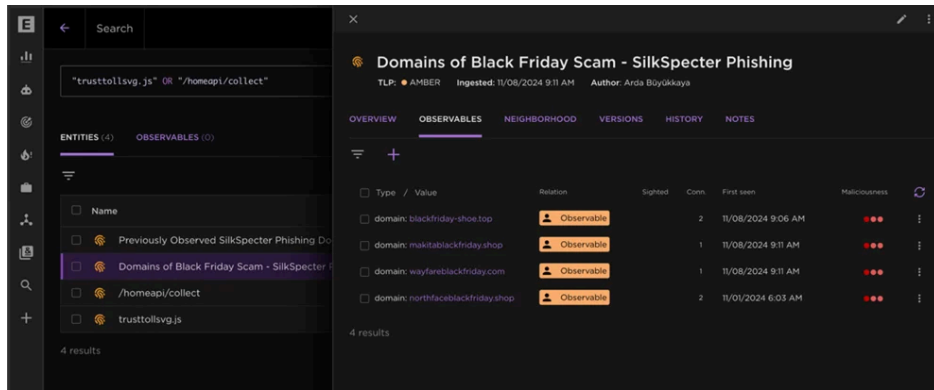 E
Search
"trusttollsvg.js" OR "/homeapi/collect"
ENTITIES (4) OBSERVABLES (0)
Name
Previously Observed SilkSpecter Phishing Do
Domains of Black Friday Scam - SilkSpecter
/homeapi/collect
trusttollsvg.js
4 results
Domains of Black Friday Scam - SilkSpecter Phishing
TLP: AMBER Ingested: 11/08/2024 9:11 AM Author: Arda Büyükkaya
OVERVIEW OBSERVABLES NEIGHBORHOOD VERSIONS HISTORY NOTES
Type / Value Relation Sighted Conn. First seen Maliciousness
domain: blackfriday-shoe.top Observable 2 11/08/2024 9:06 AM
domain: makitablackfriday.shop Observable 1 11/08/2024 9:11 AM
domain: wayfareblackfriday.com Observable 1 11/08/2024 9:11 AM
domain: northfaceblackfriday.shop Observable 2 11/01/2024 6:03 AM
4 results